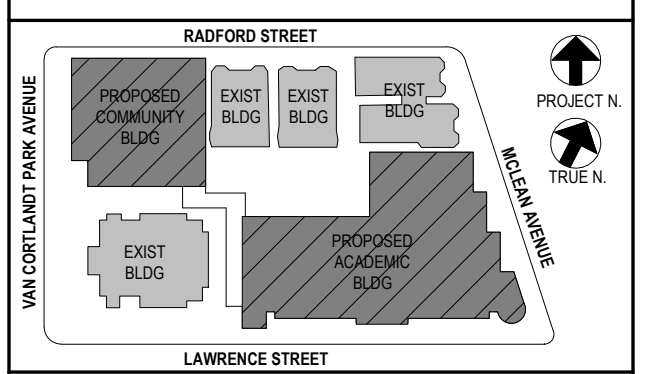 RADFORD STREET
VAN CORTLANDT PARK AVENUE
PROPOSED
COMMUNITY
BLDG
EXIST
BLDG
EXIST
BLDG
EXIST
BLDG
PROJECT N.
TRUE N.
MCLEAN AVENUE
EXIST
BLDG
PROPOSED
ACADEMIC
BLDG
LAWRENCE STREET